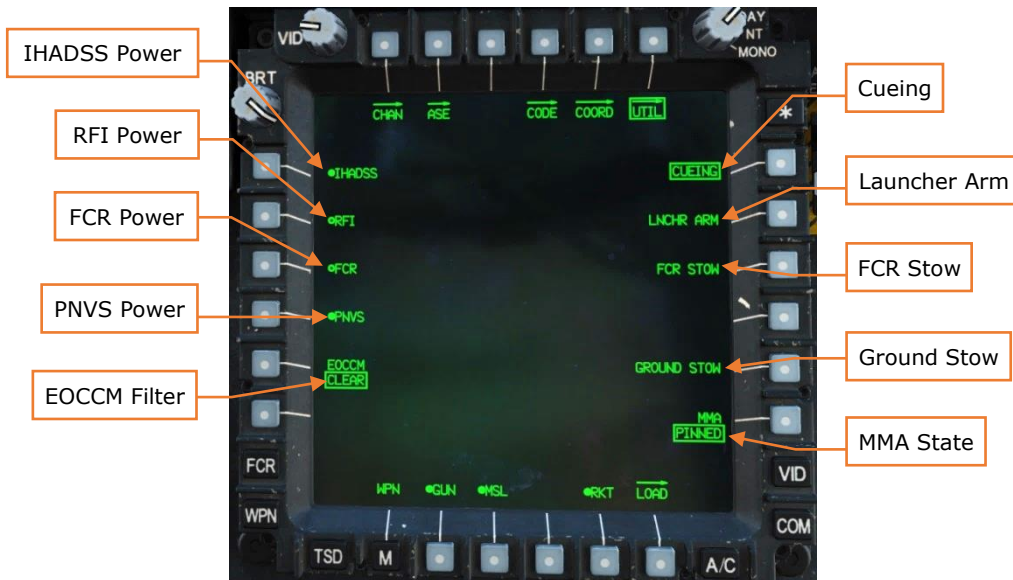 IHADSS Power
RFI Power
FCR Power
PNVS Power
EOCCM Filter
VID
DAY
NT
MONO
BRT
CHAN
ASE
CODE
COORD
UTIL
*
IHADSS
CUEING
RFI
LNCHR ARM
FCR
FCR STOW
PNVS
EOCCM
CLEAR
GROUND STOW
MMA
PINNED
FCR
VID
WPN
GUN
MSL
RKT
LOAD
WPN
COM
TSD
M
A/C
Cueing
Launcher Arm
FCR Stow
Ground Stow
MMA State